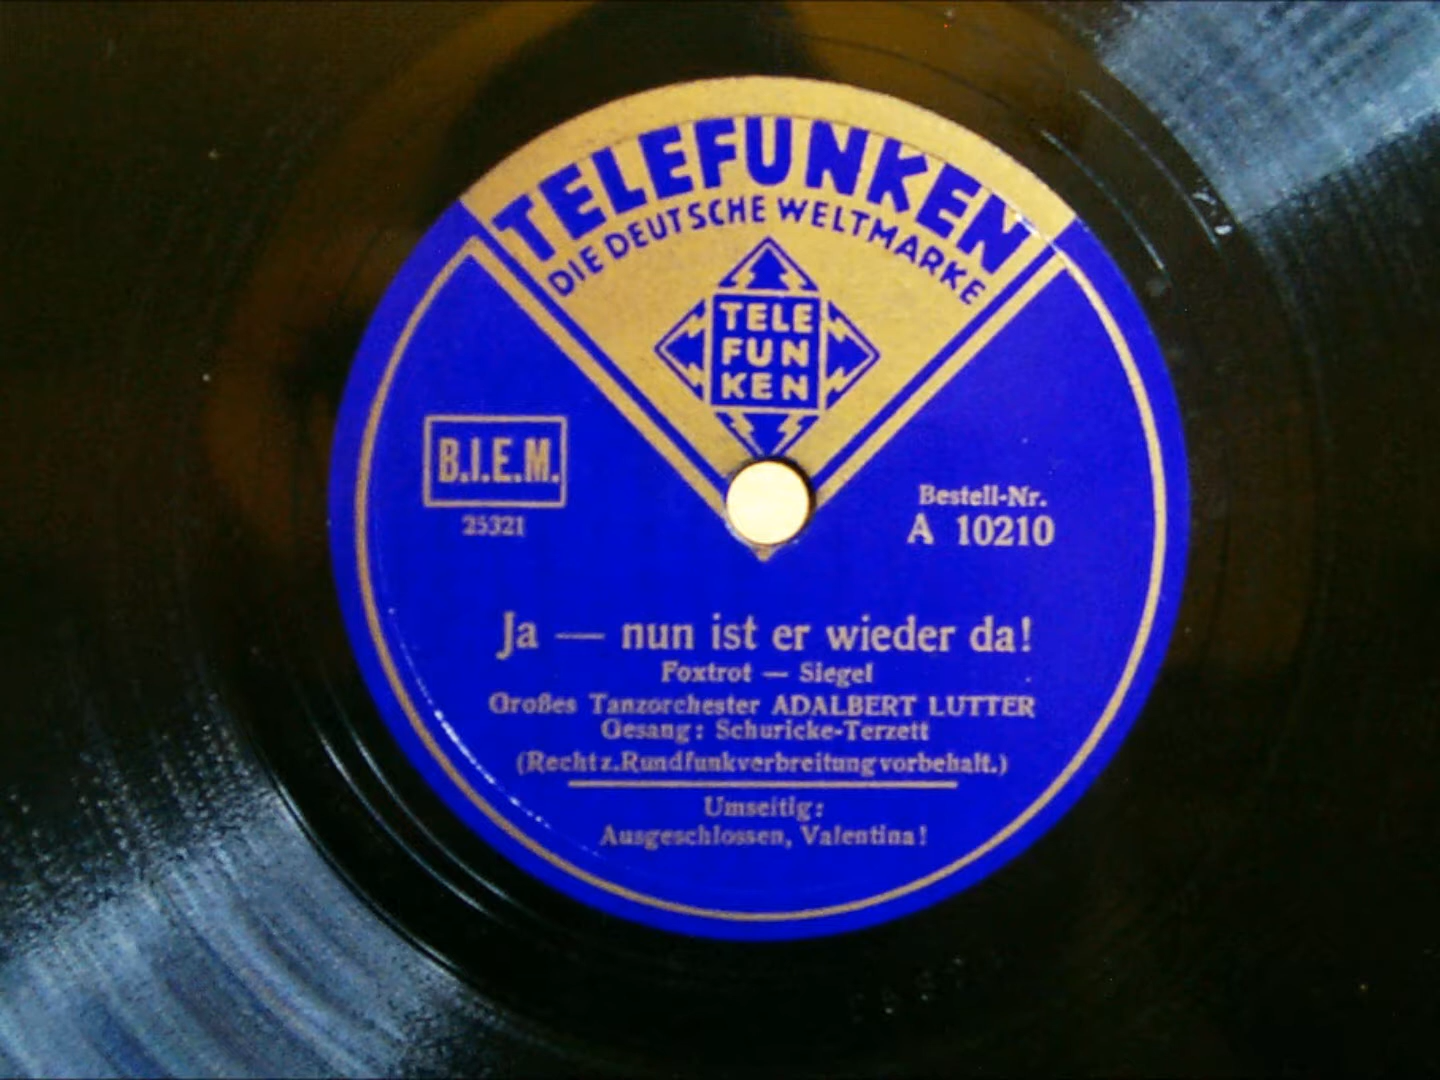 TELEFUNKEN
DIE DEUTSCHE WELTMARKE
TELE
FUN
KEN
B.I.E.M.
25321
Bestell-Nr.
A 10210
Ja — nun ist er wieder da!
Foxtrot — Siegel
Großes Tanzorchester ADALBERT LUTTER
Gesang: Schuricke-Terzett
(Recht z. Rundfunkverbreitung vorbehalt.)
Umseitig:
Ausgeschlossen, Valentina!